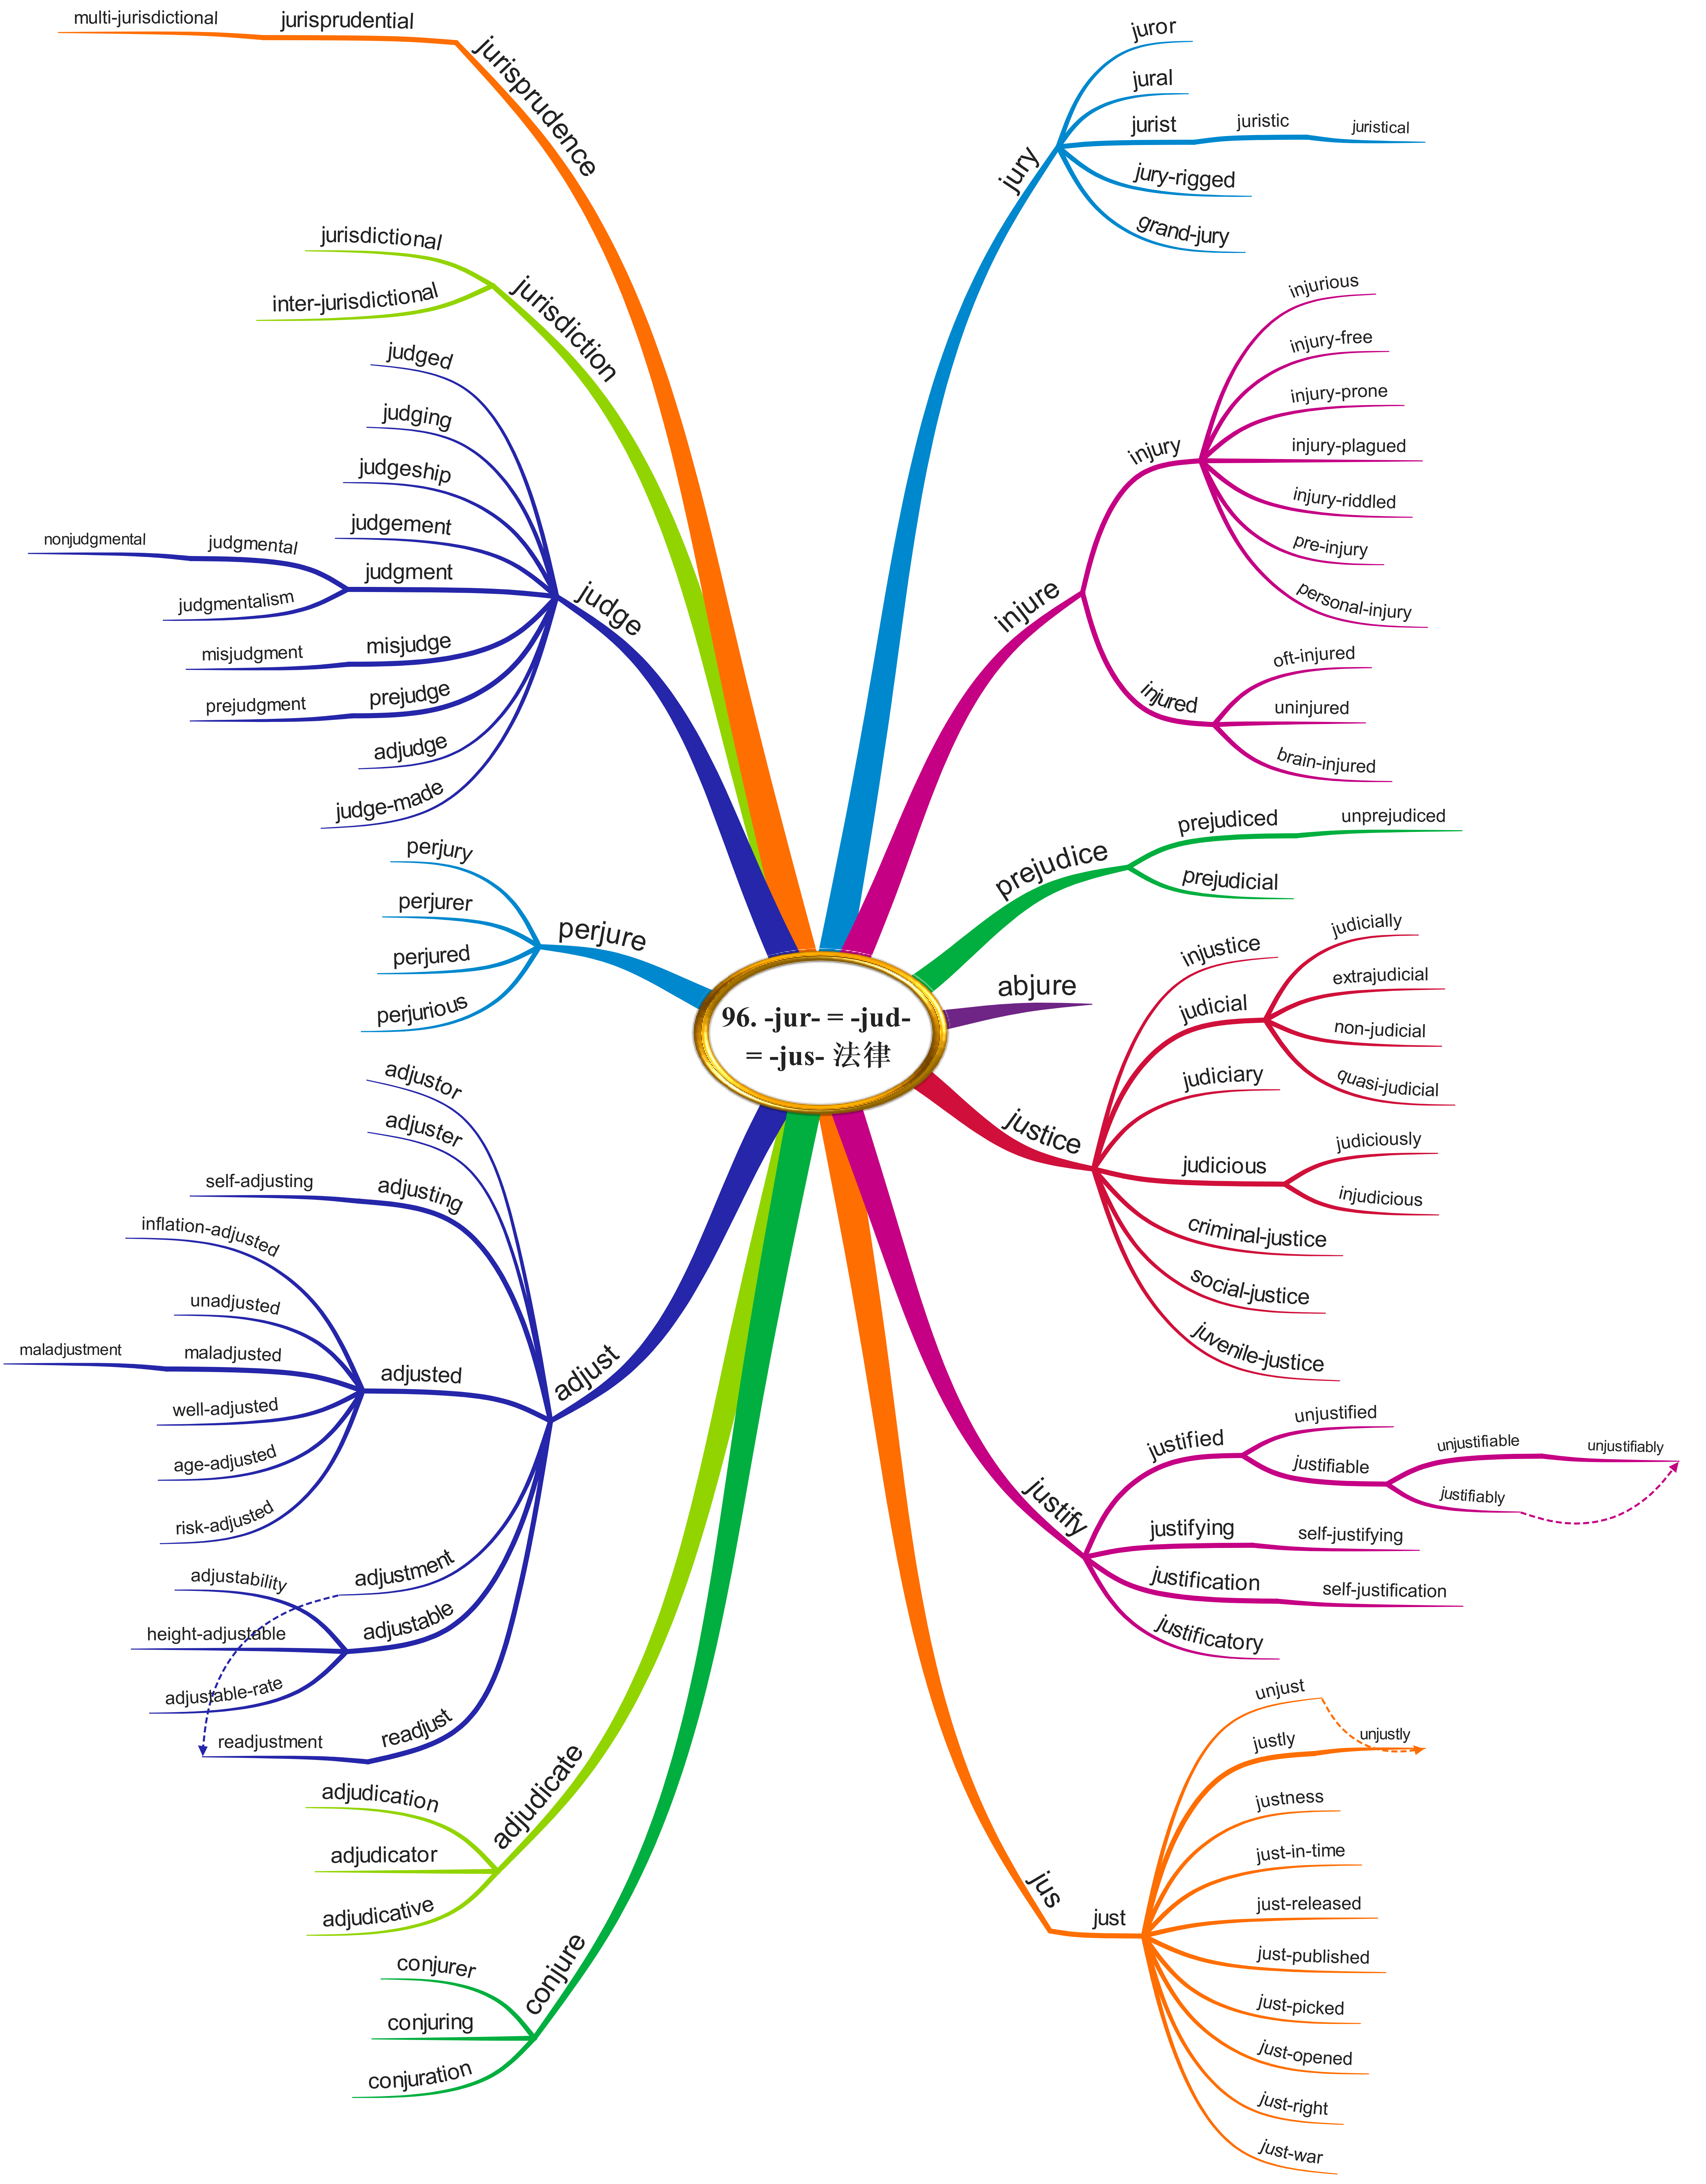 96. -jur- = -jud-
= -jus- 法律
jury
juror
jural
jurist
juristic
juristical
jury-rigged
grand-jury
injure
injury
injurious
injury-free
injury-prone
injury-plagued
injury-riddled
pre-injury
personal-injury
injured
oft-injured
uninjured
brain-injured
prejudice
prejudiced
unprejudiced
prejudicial
abjure
justice
injustice
judicial
judicially
extrajudicial
non-judicial
quasi-judicial
judiciary
judicious
judiciously
injudicious
criminal-justice
social-justice
juvenile-justice
justify
justified
unjustified
justifiable
unjustifiable
unjustifiably
justifiably
justifying
self-justifying
justification
self-justification
justificatory
jus
just
unjust
justly
unjustly
justness
just-in-time
just-released
just-published
just-picked
just-opened
just-right
just-war
jurisprudence
jurisprudential
multi-jurisdictional
jurisdiction
jurisdictional
inter-jurisdictional
judge
judged
judging
judgeship
judgement
judgment
judgmental
nonjudgmental
judgmentalism
misjudge
misjudgment
prejudge
prejudgment
adjudge
judge-made
perjure
perjury
perjurer
perjured
perjurious
adjust
adjustor
adjuster
adjusting
self-adjusting
adjusted
inflation-adjusted
unadjusted
maladjusted
maladjustment
well-adjusted
age-adjusted
risk-adjusted
adjustment
adjustable
adjustability
height-adjustable
adjustable-rate
readjust
readjustment
adjudicate
adjudication
adjudicator
adjudicative
conjure
conjurer
conjuring
conjuration